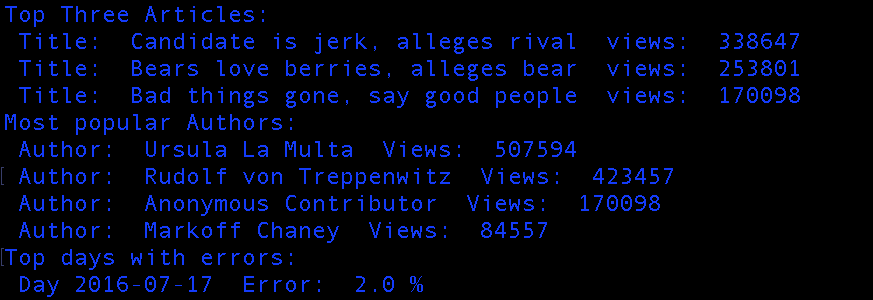 Top Three Articles:
Title: Candidate is jerk, alleges rival views: 338647
Title: Bears love berries, alleges bear views: 253801
Title: Bad things gone, say good people views: 170098
Most popular Authors:
Author: Ursula La Multa Views: 507594
[ Author: Rudolf von Treppenwitz Views: 423457
Author: Anonymous Contributor Views: 170098
Author: Markoff Chaney Views: 84557
[Top days with errors:
Day 2016-07-17 Error: 2.0 %